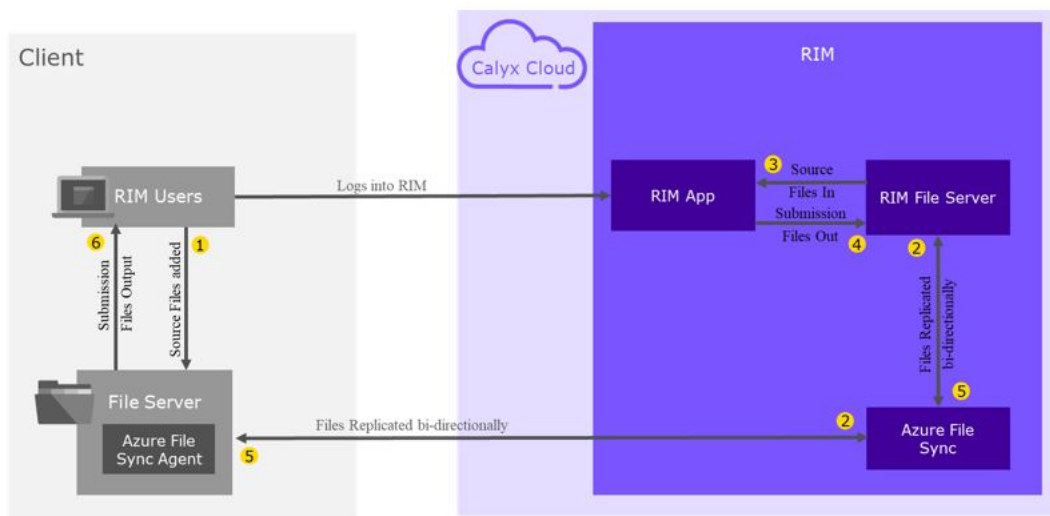 Client
Calyx Cloud
RIM
RIM Users
Logs into RIM
RIM App
3
Source
Files In
Submission
Files Out
4
RIM File Server
2
6
1
Submission
Files Output
Source Files added
Files Replicated
bi-directionally
5
File Server
Azure File
Sync Agent
5
Files Replicated bi-directionally
2
Azure File
Sync